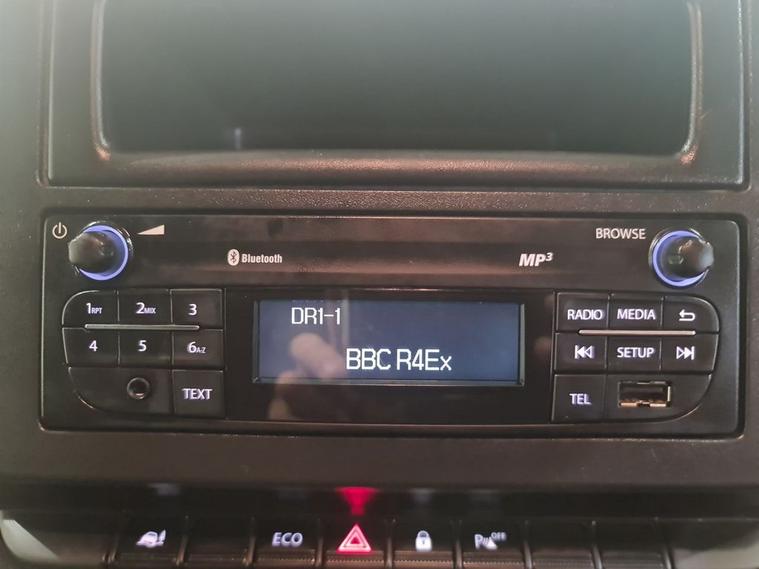 BROWSE
Bluetooth
MP3
1RPT 2MIX 3
DR1-1
RADIO MEDIA
4 5 6A-Z
BBC R4Ex
SETUP
TEXT
TEL
ECO
P OFF